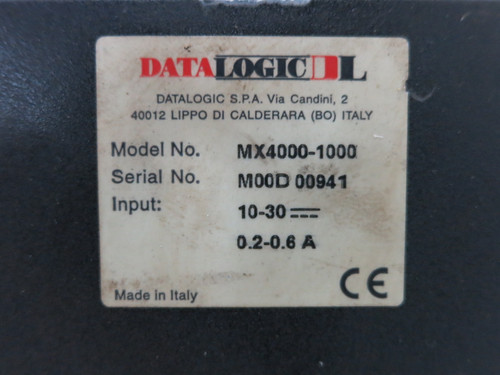 DATALOGIC DL
DATALOGIC S.P.A. Via Candini, 2
40012 LIPPO DI CALDERARA (BO) ITALY
Model No. MX4000-1000
Serial No. M00D 00941
Input: 10-30 ⎓
0.2-0.6 A
Made in Italy CE